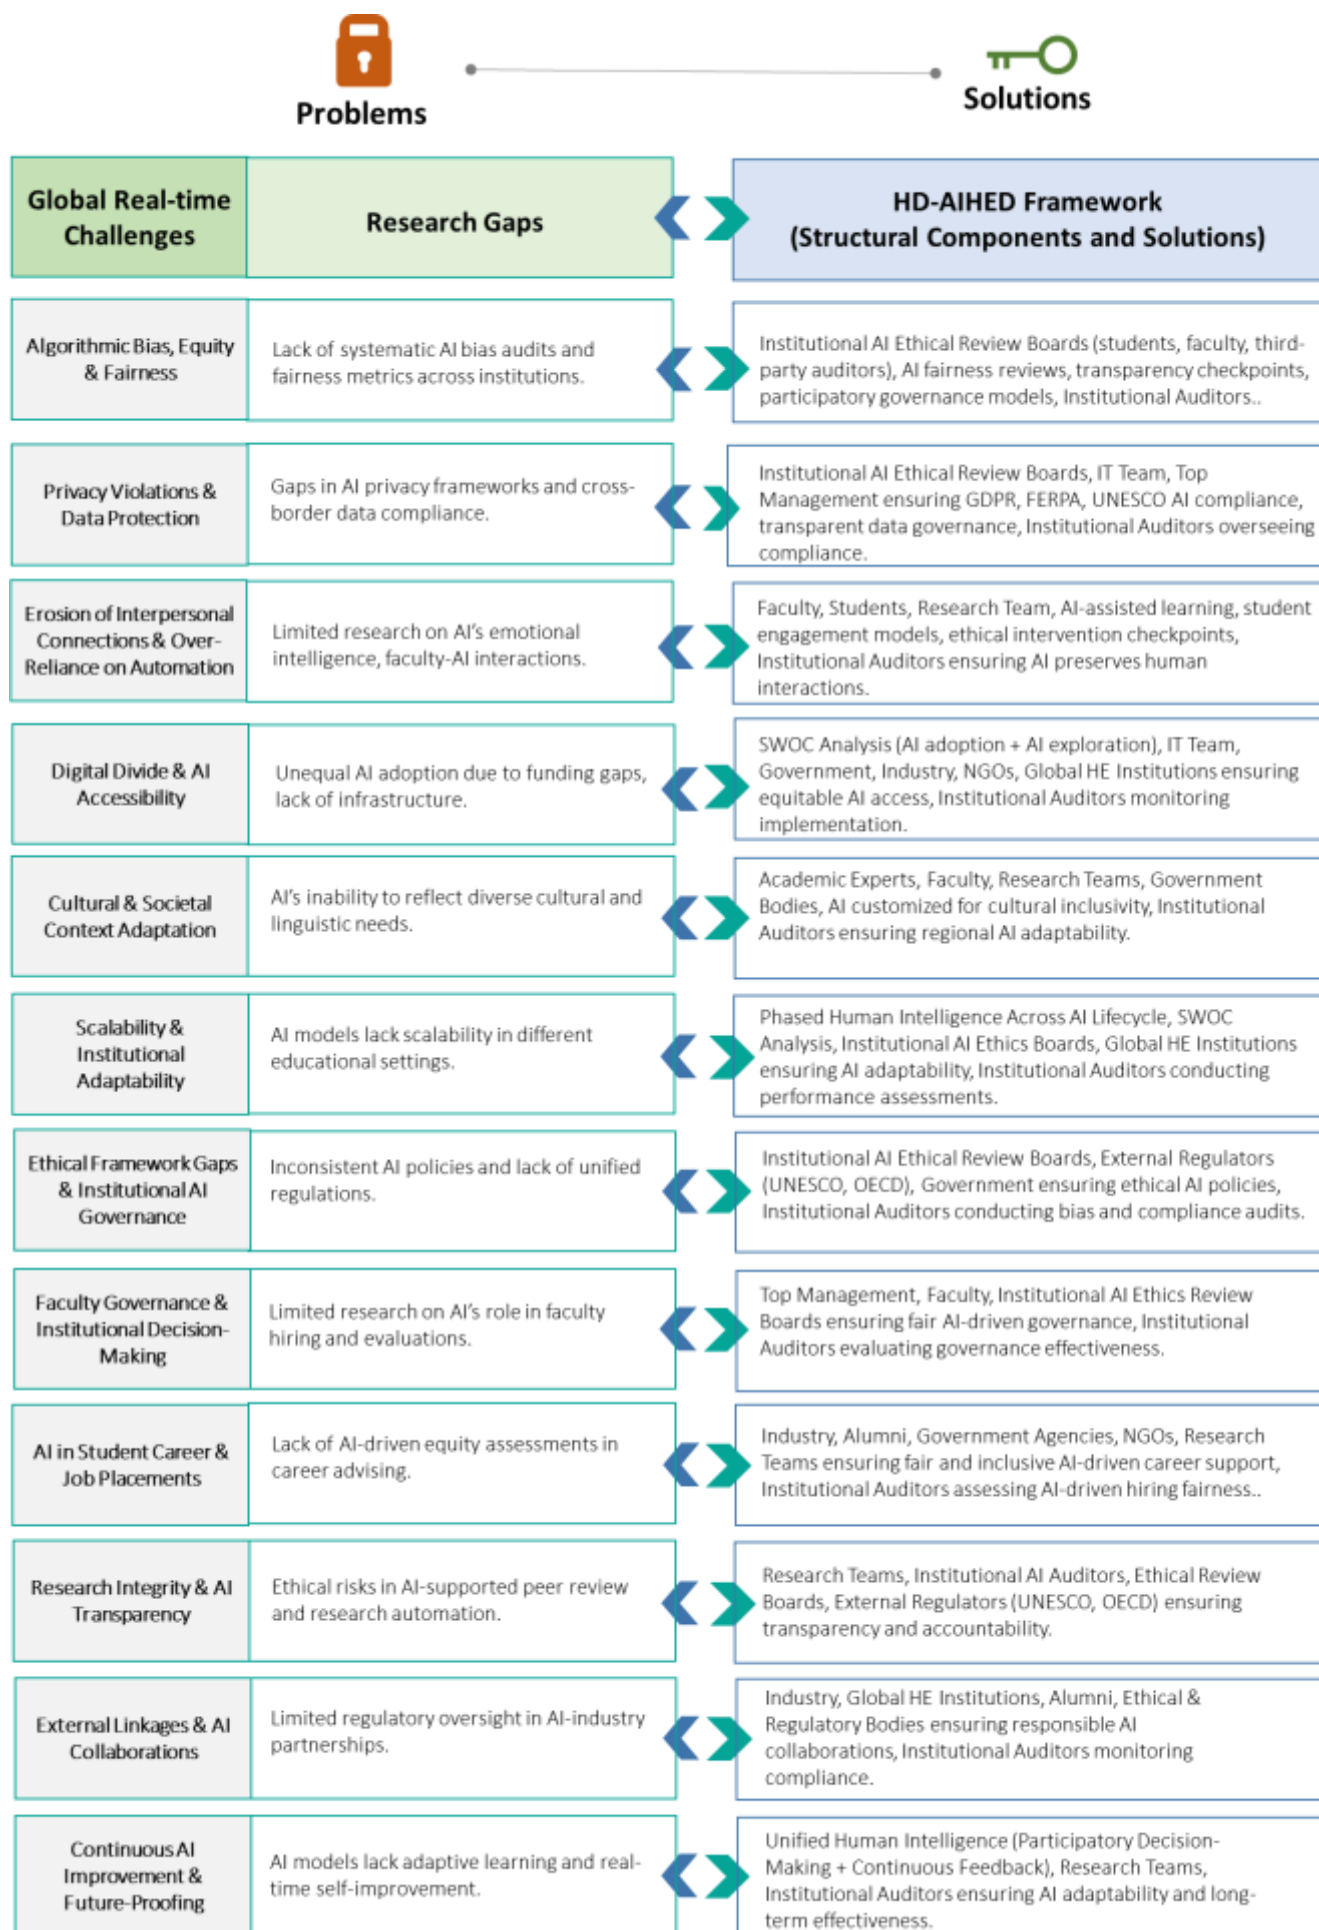 Problems
Solutions
Global Real-time
Challenges
Research Gaps
HD-AIHED Framework
(Structural Components and Solutions)
Algorithmic Bias, Equity
& Fairness
Lack of systematic AI bias audits and
fairness metrics across institutions.
Institutional AI Ethical Review Boards (students, faculty, third-
party auditors), AI fairness reviews, transparency checkpoints,
participatory governance models, Institutional Auditors..
Privacy Violations &
Data Protection
Gaps in AI privacy frameworks and cross-
border data compliance.
Institutional AI Ethical Review Boards, IT Team, Top
Management ensuring GDPR, FERPA, UNESCO AI compliance,
transparent data governance, Institutional Auditors overseeing
compliance.
Erosion of Interpersonal
Connections & Over-
Reliance on Automation
Limited research on AI's emotional
intelligence, faculty-AI interactions.
Faculty, Students, Research Team, AI-assisted learning, student
engagement models, ethical intervention checkpoints,
Institutional Auditors ensuring AI preserves human
interactions.
Digital Divide & AI
Accessibility
Unequal AI adoption due to funding gaps,
lack of infrastructure.
SWOC Analysis (AI adoption + AI exploration), IT Team,
Government, Industry, NGOs, Global HE Institutions ensuring
equitable AI access, Institutional Auditors monitoring
implementation.
Cultural & Societal
Context Adaptation
AI's inability to reflect diverse cultural and
linguistic needs.
Academic Experts, Faculty, Research Teams, Government
Bodies, AI customized for cultural inclusivity, Institutional
Auditors ensuring regional AI adaptability.
Scalability &
Institutional
Adaptability
AI models lack scalability in different
educational settings.
Phased Human Intelligence Across AI Lifecycle, SWOC
Analysis, Institutional AI Ethics Boards, Global HE Institutions
ensuring AI adaptability, Institutional Auditors conducting
performance assessments.
Ethical Framework Gaps
& Institutional AI
Governance
Inconsistent AI policies and lack of unified
regulations.
Institutional AI Ethical Review Boards, External Regulators
(UNESCO, OECD), Government ensuring ethical AI policies,
Institutional Auditors conducting bias and compliance audits.
Faculty Governance &
Institutional Decision-
Making
Limited research on AI's role in faculty
hiring and evaluations.
Top Management, Faculty, Institutional AI Ethics Review
Boards ensuring fair AI-driven governance, Institutional
Auditors evaluating governance effectiveness.
AI in Student Career &
Job Placements
Lack of AI-driven equity assessments in
career advising.
Industry, Alumni, Government Agencies, NGOs, Research
Teams ensuring fair and inclusive AI-driven career support,
Institutional Auditors assessing AI-driven hiring fairness..
Research Integrity & AI
Transparency
Ethical risks in AI-supported peer review
and research automation.
Research Teams, Institutional AI Auditors, Ethical Review
Boards, External Regulators (UNESCO, OECD) ensuring
transparency and accountability.
External Linkages & AI
Collaborations
Limited regulatory oversight in AI-industry
partnerships.
Industry, Global HE Institutions, Alumni, Ethical &
Regulatory Bodies ensuring responsible AI
collaborations, Institutional Auditors monitoring
compliance.
Continuous AI
Improvement &
Future-Proofing
AI models lack adaptive learning and real-
time self-improvement.
Unified Human Intelligence (Participatory Decision-
Making + Continuous Feedback), Research Teams,
Institutional Auditors ensuring AI adaptability and long-
term effectiveness.